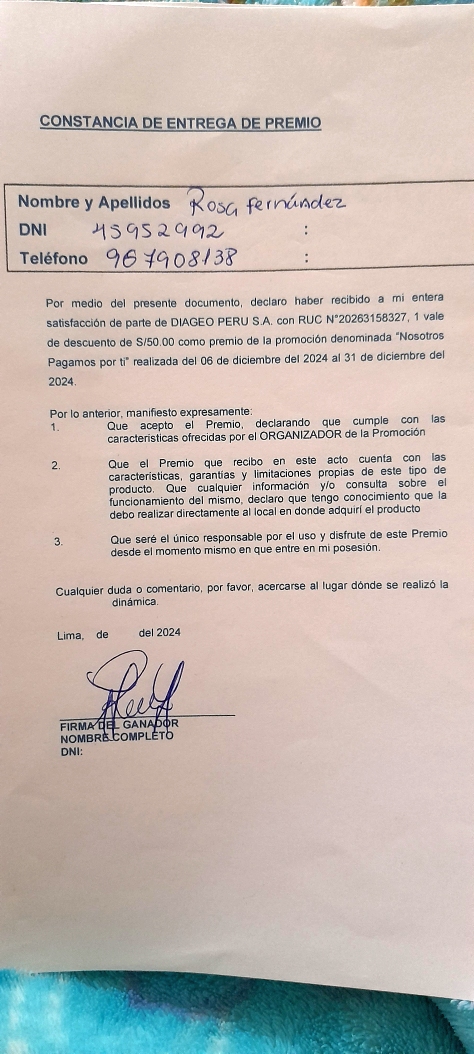 CONSTANCIA DE ENTREGA DE PREMIO
Nombre y Apellidos Rosa Fernández
DNI 45952992 :
Teléfono 967908138 :
Por medio del presente documento, declaro haber recibido a mi entera
satisfacción de parte de DIAGEO PERU S.A. con RUC N°20263158327, 1 vale
de descuento de S/50.00 como premio de la promoción denominada "Nosotros
Pagamos por ti" realizada del 06 de diciembre del 2024 al 31 de diciembre del
2024.
Por lo anterior, manifiesto expresamente:
1. Que acepto el Premio, declarando que cumple con las
características ofrecidas por el ORGANIZADOR de la Promoción
2. Que el Premio que recibo en este acto cuenta con las
características, garantías y limitaciones propias de este tipo de
producto. Que cualquier información y/o consulta sobre el
funcionamiento del mismo, declaro que tengo conocimiento que la
debo realizar directamente al local en donde adquirí el producto
3. Que seré el único responsable por el uso y disfrute de este Premio
desde el momento mismo en que entre en mi posesión.
Cualquier duda o comentario, por favor, acercarse al lugar dónde se realizó la
dinámica.
Lima, de del 2024
FIRMA DEL GANADOR
NOMBRE COMPLETO
DNI: